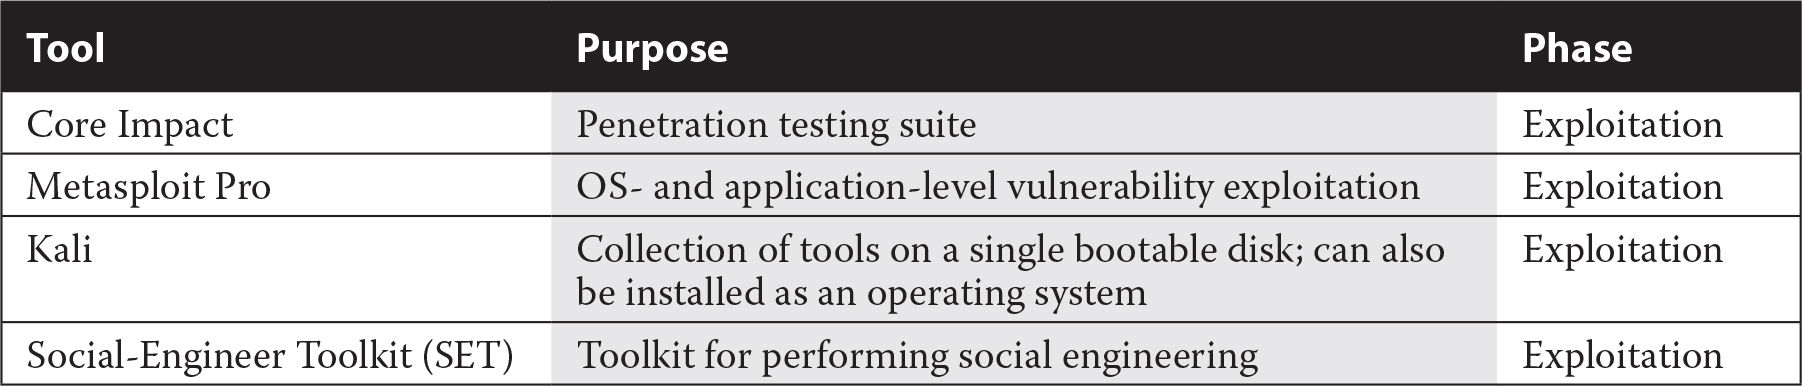 Tool Purpose Phase
Core Impact Penetration testing suite Exploitation
Metasploit Pro OS- and application-level vulnerability exploitation Exploitation
Kali Collection of tools on a single bootable disk; can also Exploitation
be installed as an operating system
Social-Engineer Toolkit (SET) Toolkit for performing social engineering Exploitation